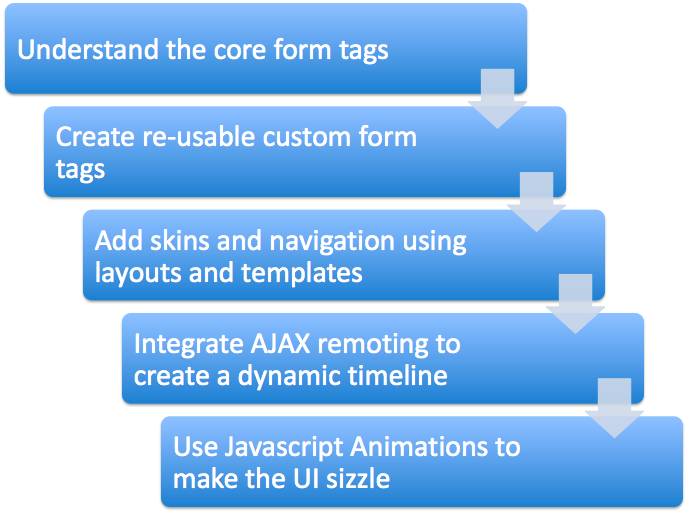 Understand the core form tags
Create re-usable custom form
tags
Add skins and navigation using
layouts and templates
Integrate AJAX remoting to
create a dynamic timeline
Use Javascript Animations to
make the UI sizzle